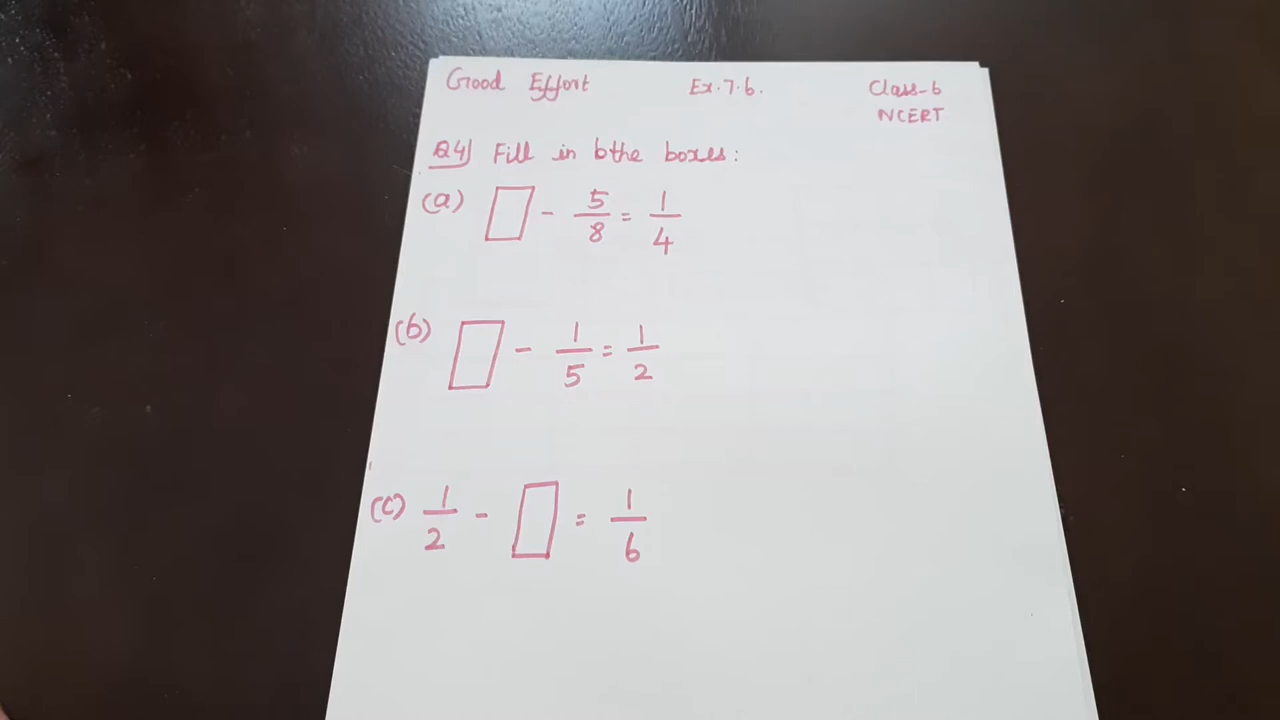 Good Effort Ex.7.6. Class-6
NCERT
Q4) Fill in bthe boxes:
(a) □ - 5/8 = 1/4
(b) □ - 1/5 = 1/2
(c) 1/2 - □ = 1/6